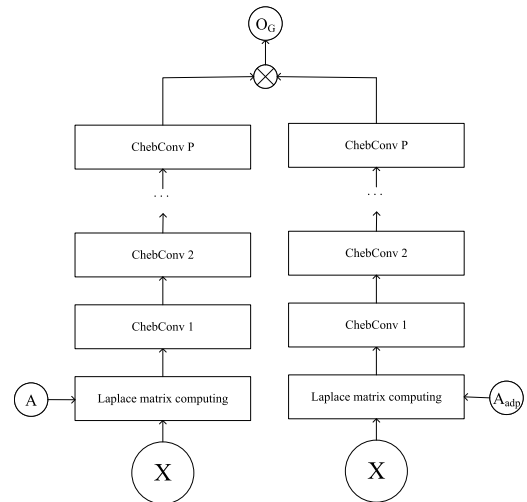 O_G
ChebConv P
ChebConv P
...
...
ChebConv 2
ChebConv 2
ChebConv 1
ChebConv 1
A
Laplace matrix computing
Laplace matrix computing
A_adp
X
X